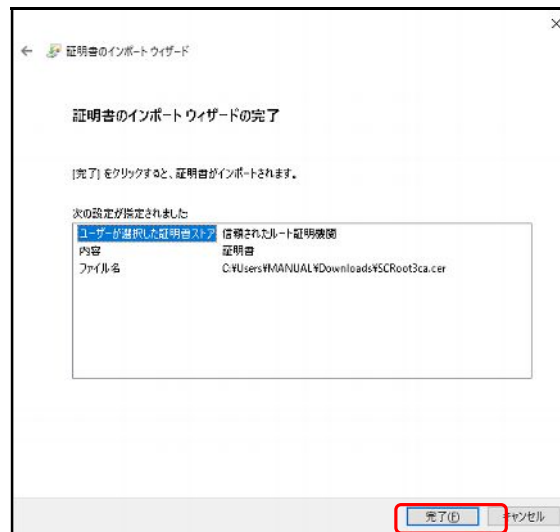 証明書のインポート ウィザード
証明書のインポート ウィザードの完了
[完了] をクリックすると、証明書がインポートされます。
次の設定が指定されました:
ユーザーが選択した証明書ストア 信頼されたルート証明機関
内容 証明書
ファイル名 C:¥Users¥MANUAL¥Downloads¥SCRoot3ca.cer
完了(F) キャンセル